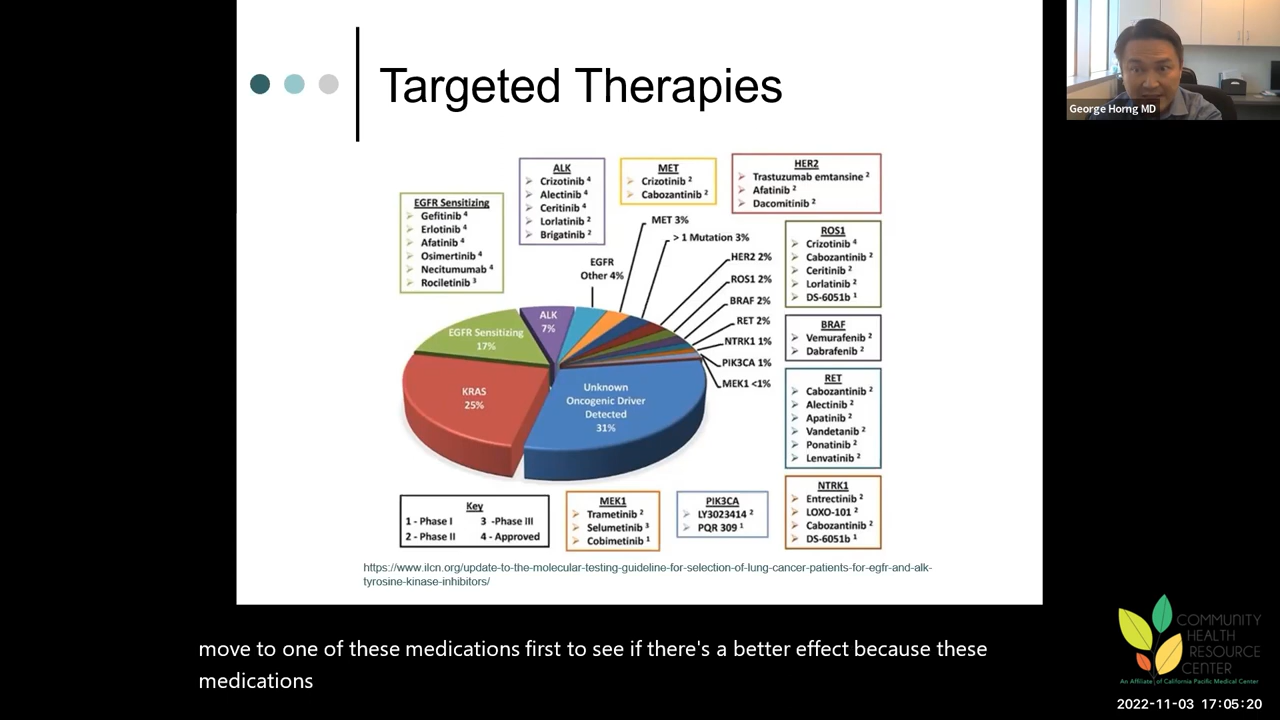 Targeted Therapies
George Horng MD
EGFR Sensitizing
Gefitinib 4
Erlotinib 4
Afatinib 4
Osimertinib 4
Necitumumab 4
Rociletinib 3
ALK
Crizotinib 4
Alectinib 4
Ceritinib 4
Lorlatinib 2
Brigatinib 2
MET
Crizotinib 2
Cabozantinib 2
HER2
Trastuzumab emtansine 2
Afatinib 2
Dacomitinib 2
ROS1
Crizotinib 4
Cabozantinib 2
Ceritinib 2
Lorlatinib 2
DS-6051b 1
BRAF
Vemurafenib 2
Dabrafenib 2
RET
Cabozantinib 2
Alectinib 2
Apatinib 2
Vandetanib 2
Ponatinib 2
Lenvatinib 2
NTRK1
Entrectinib 2
LOXO-101 2
Cabozantinib 2
DS-6051b 1
EGFR
Other 4%
MET 3%
> 1 Mutation 3%
HER2 2%
ROS1 2%
BRAF 2%
RET 2%
NTRK1 1%
PIK3CA 1%
MEK1 <1%
ALK
7%
EGFR Sensitizing
17%
KRAS
25%
Unknown
Oncogenic Driver
Detected
31%
Key
1 - Phase I 3 -Phase III
2 - Phase II 4 - Approved
MEK1
Trametinib 2
Selumetinib 3
Cobimetinib 1
PIK3CA
LY3023414 2
PQR 309 1
https://www.ilcn.org/update-to-the-molecular-testing-guideline-for-selection-of-lung-cancer-patients-for-egfr-and-alk-
tyrosine-kinase-inhibitors/
move to one of these medications first to see if there's a better effect because these
medications
COMMUNITY
HEALTH
RESOURCE
CENTER
An Affiliate of California Pacific Medical Center
2022-11-03 17:05:20